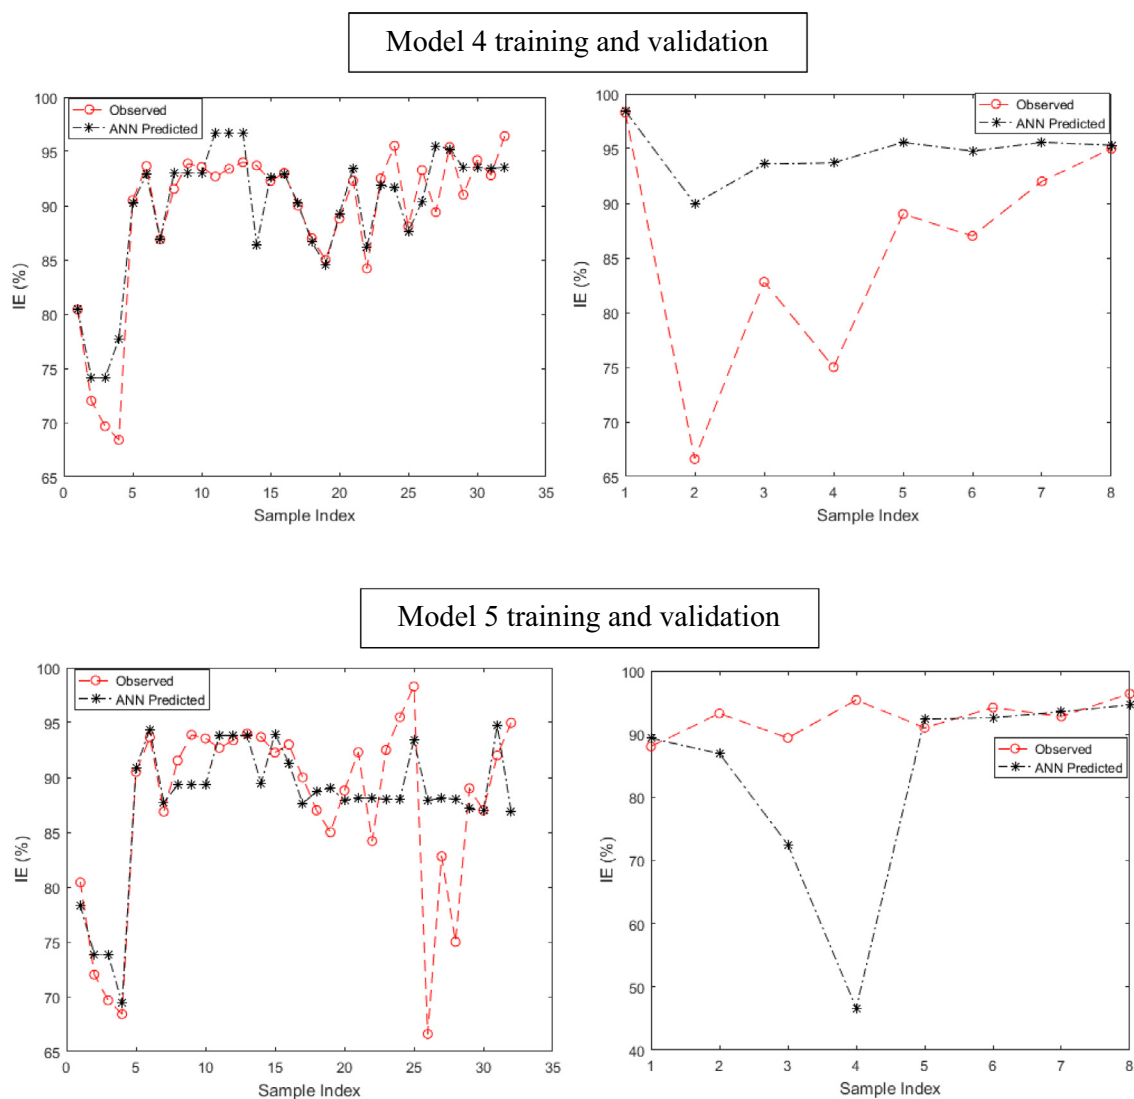 Model 4 training and validation
Observed
ANN Predicted
100
95
90
85
80
75
70
65
IE (%)
0 5 10 15 20 25 30 35
Sample Index
Observed
ANN Predicted
100
95
90
85
80
75
70
65
IE (%)
1 2 3 4 5 6 7 8
Sample Index
Model 5 training and validation
Observed
ANN Predicted
100
95
90
80
85
80
75
70
65
IE (%)
0 5 10 15 20 25 30 35
Sample Index
Observed
ANN Predicted
100
90
80
70
60
50
40
IE (%)
1 2 3 4 5 6 7 8
Sample Index